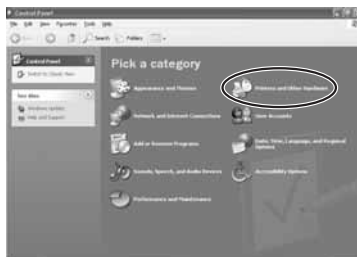 Control Panel
File Edit View Favorites Tools Help
Back
Search
Folders
Control Panel
Switch to Classic View
See Also
Windows Update
Help and Support
Pick a category
Appearance and Themes
Printers and Other Hardware
Network and Internet Connections
User Accounts
Add or Remove Programs
Date, Time, Language, and Regional Options
Sounds, Speech, and Audio Devices
Accessibility Options
Performance and Maintenance